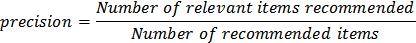 precision = Number of relevant items recommended / Number of recommended items